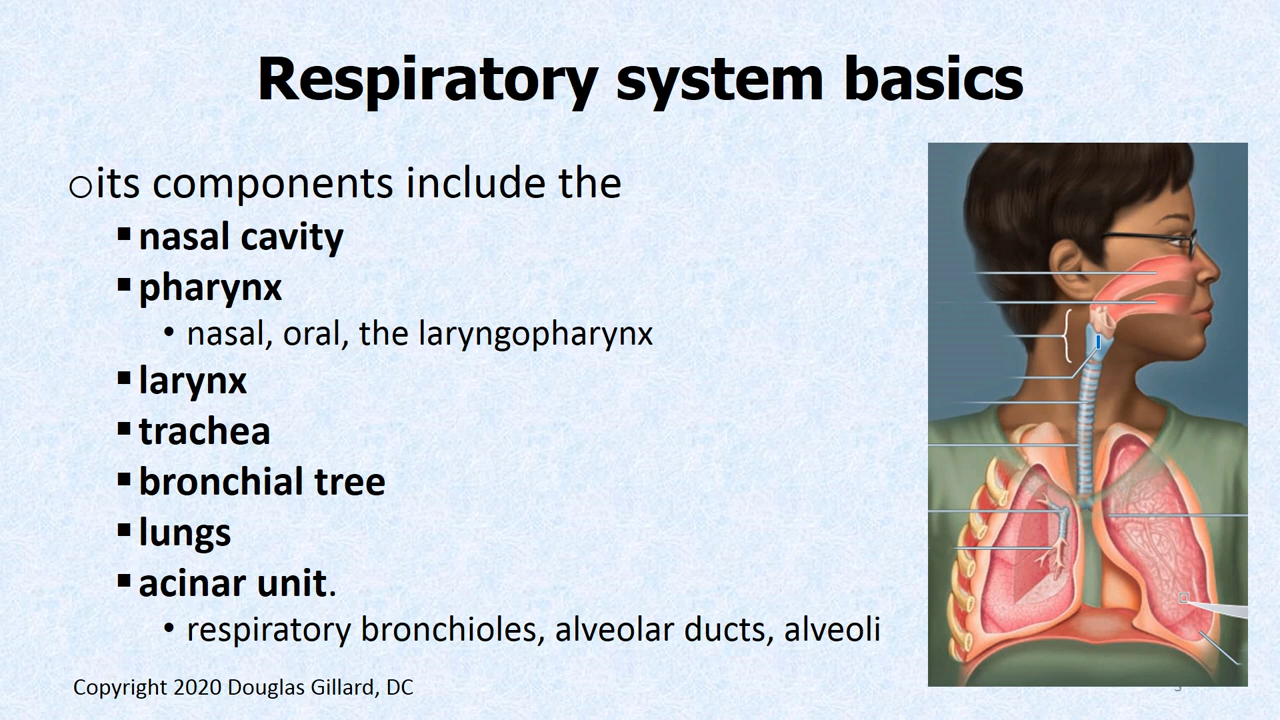 Respiratory system basics
its components include the
nasal cavity
pharynx
nasal, oral, the laryngopharynx
larynx
trachea
bronchial tree
lungs
acinar unit.
respiratory bronchioles, alveolar ducts, alveoli
Copyright 2020 Douglas Gillard, DC